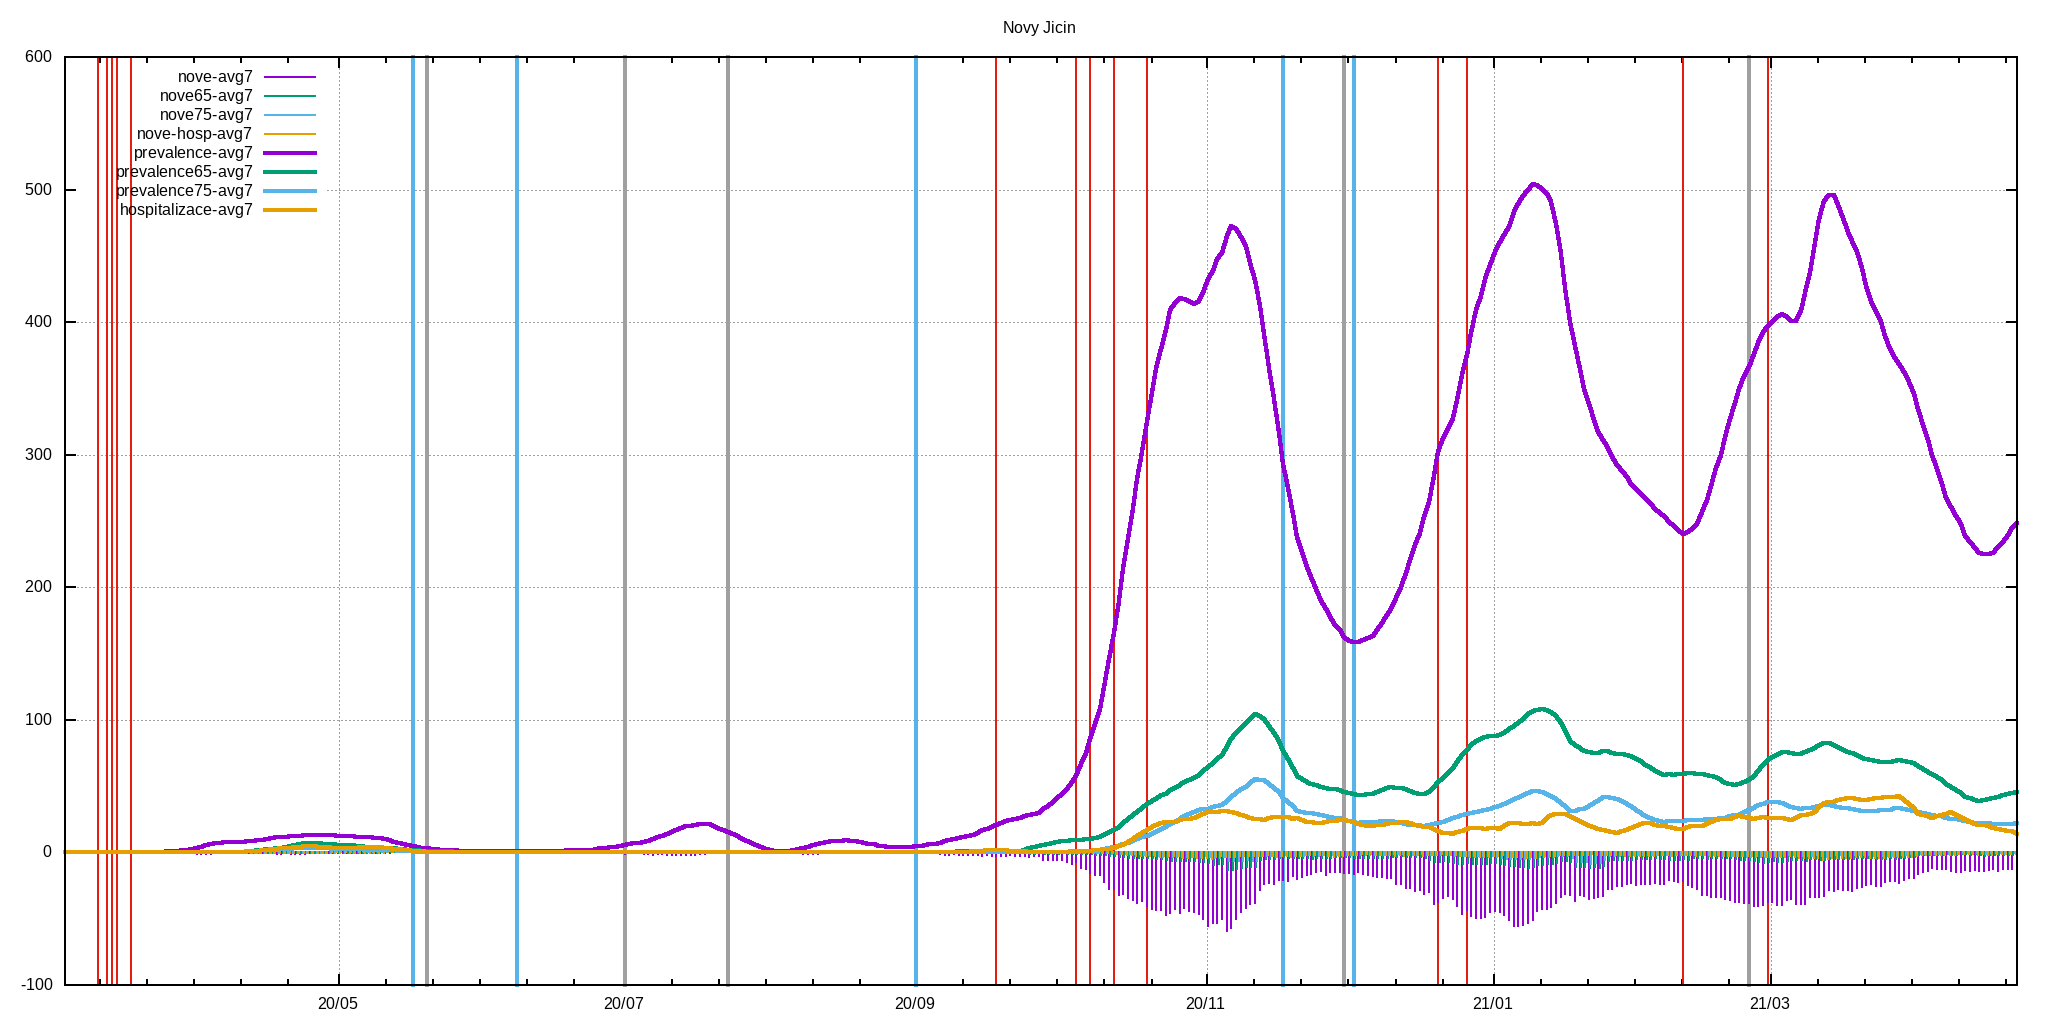 Novy Jicin
600
500
400
300
200
100
0
-100
nove-avg7
nove65-avg7
nove75-avg7
nove-hosp-avg7
prevalence-avg7
prevalence65-avg7
prevalence75-avg7
hospitalizace-avg7
20/05
20/07
20/09
20/11
21/01
21/03